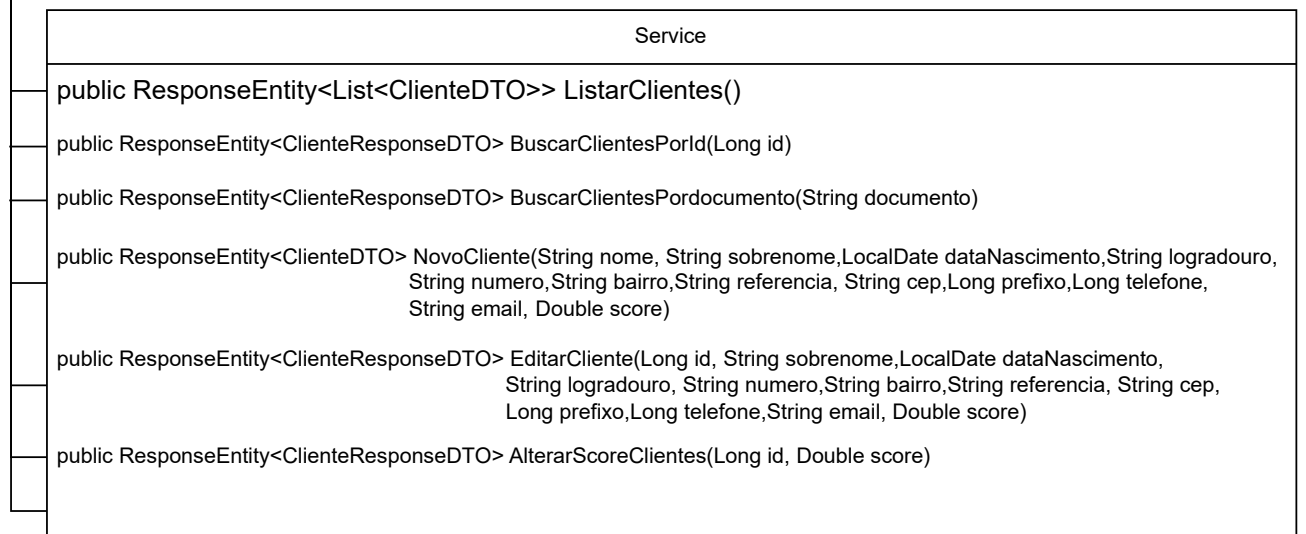 Service
public ResponseEntity<List<ClienteDTO>> ListarClientes()
public ResponseEntity<ClienteResponseDTO> BuscarClientesPorId(Long id)
public ResponseEntity<ClienteResponseDTO> BuscarClientesPordocumento(String documento)
public ResponseEntity<ClienteDTO> NovoCliente(String nome, String sobrenome,LocalDate dataNascimento,String logradouro,
String numero,String bairro,String referencia, String cep,Long prefixo,Long telefone,
String email, Double score)
public ResponseEntity<ClienteResponseDTO> EditarCliente(Long id, String sobrenome,LocalDate dataNascimento,
String logradouro, String numero,String bairro,String referencia, String cep,
Long prefixo,Long telefone,String email, Double score)
public ResponseEntity<ClienteResponseDTO> AlterarScoreClientes(Long id, Double score)